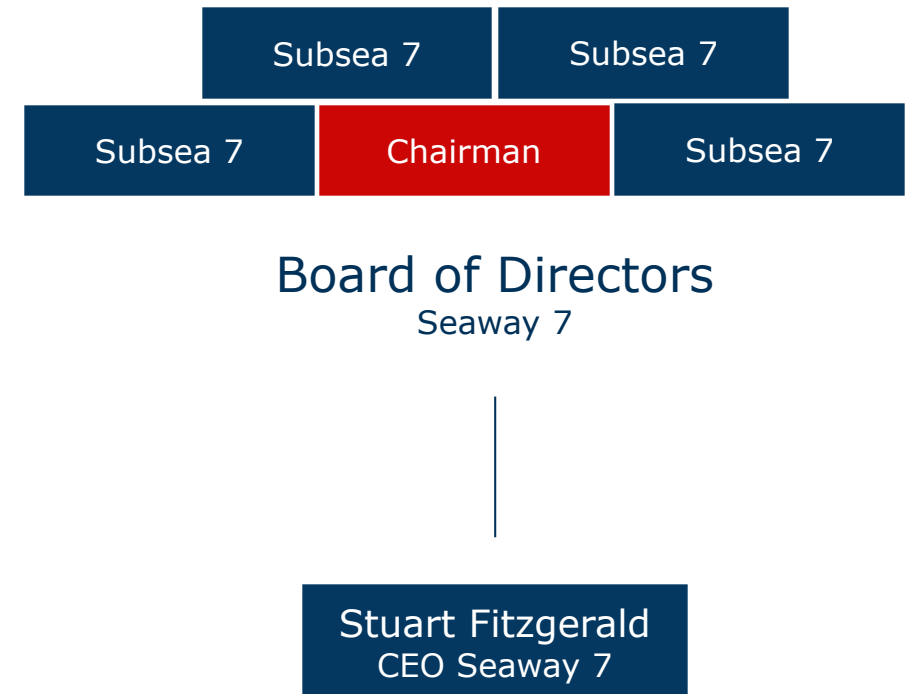 Subsea 7
Subsea 7
Subsea 7
Chairman
Subsea 7
Board of Directors
Seaway 7
Stuart Fitzgerald
CEO Seaway 7